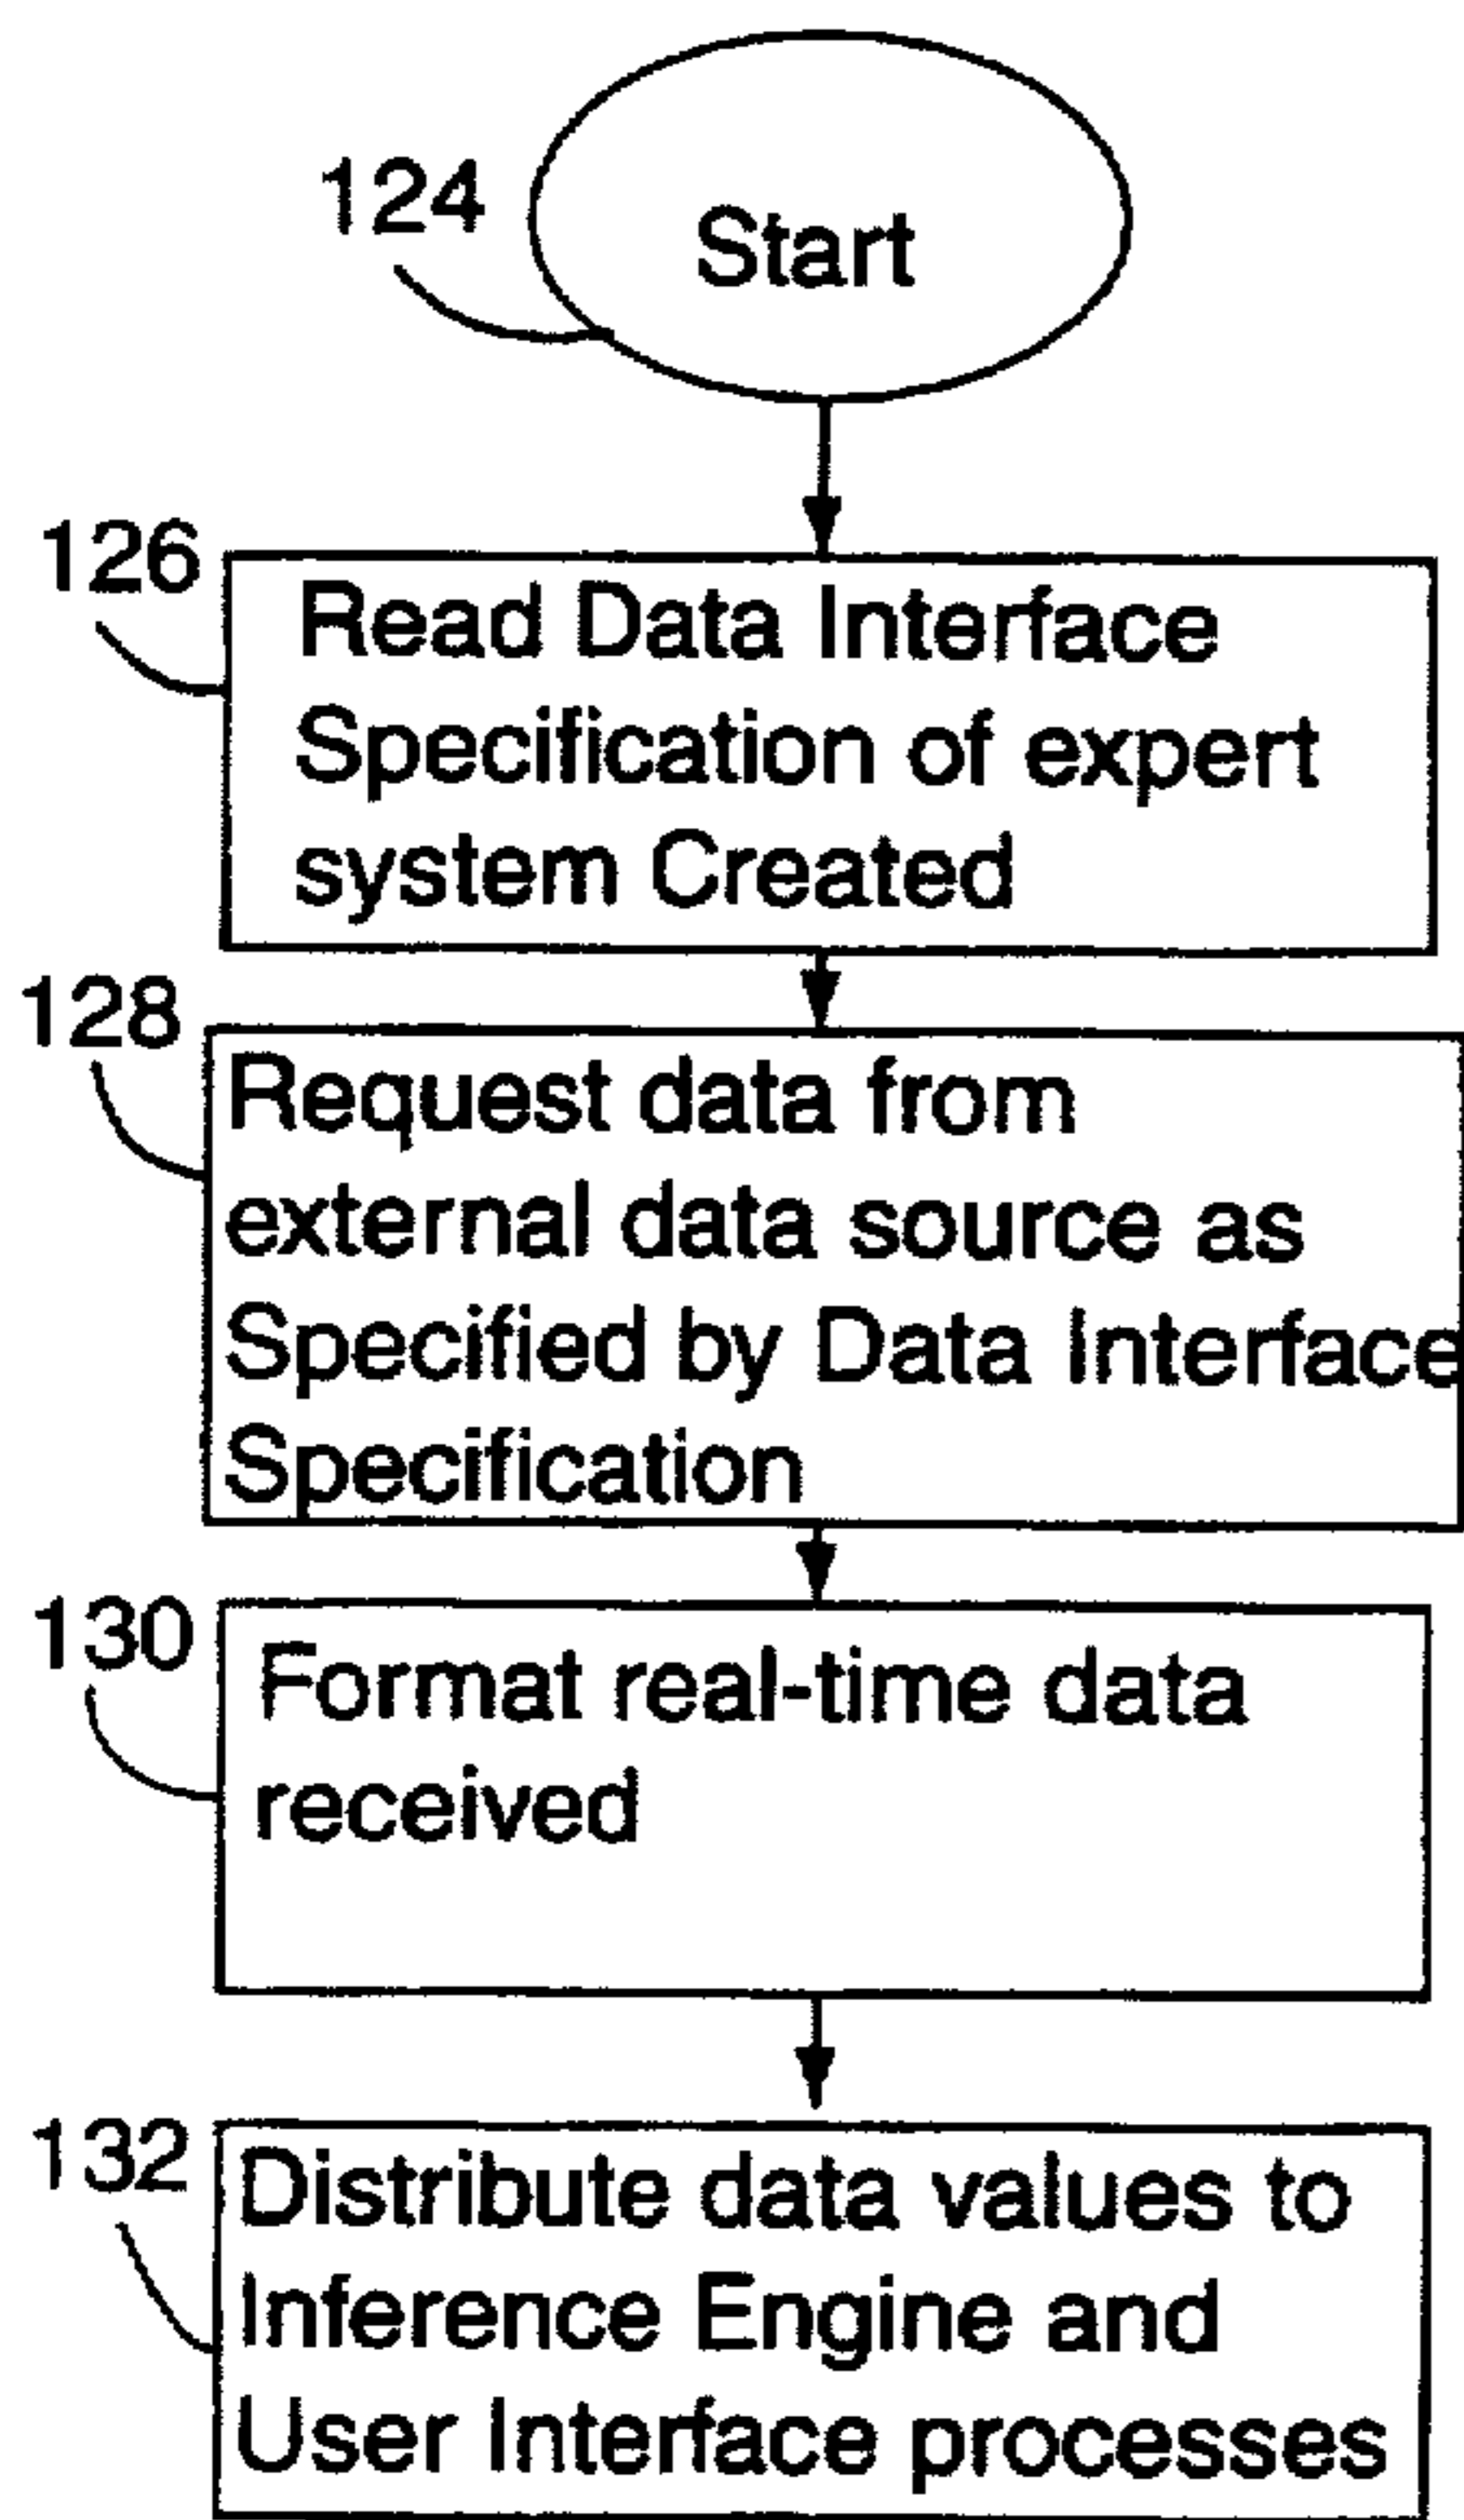 124
Start
126
Read Data Interface
Specification of expert
system Created
128
Request data from
external data source as
Specified by Data Interface
Specification
130
Format real-time data
received
132
Distribute data values to
Inference Engine and
User Interface processes